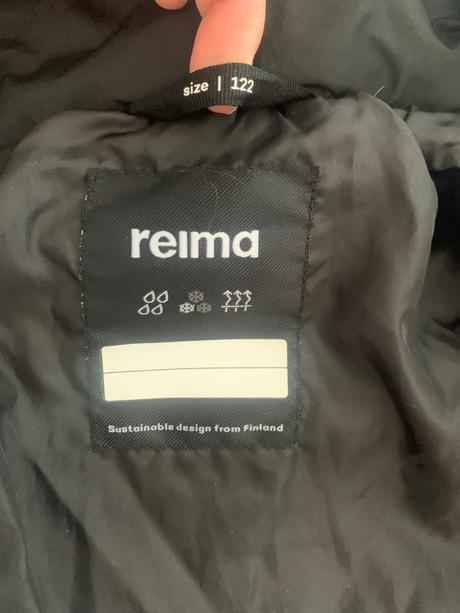 size | 122
reima
Sustainable design from Finland